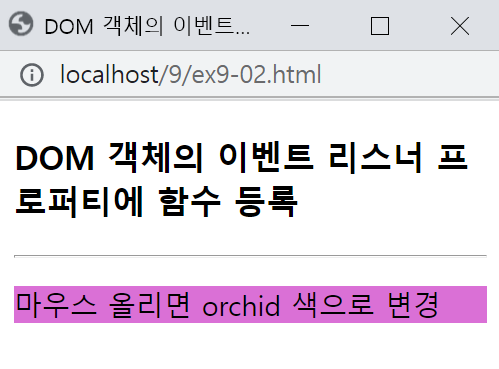 DOM 객체의 이벤트...
localhost/9/ex9-02.html
DOM 객체의 이벤트 리스너 프
로퍼티에 함수 등록
마우스 올리면 orchid 색으로 변경